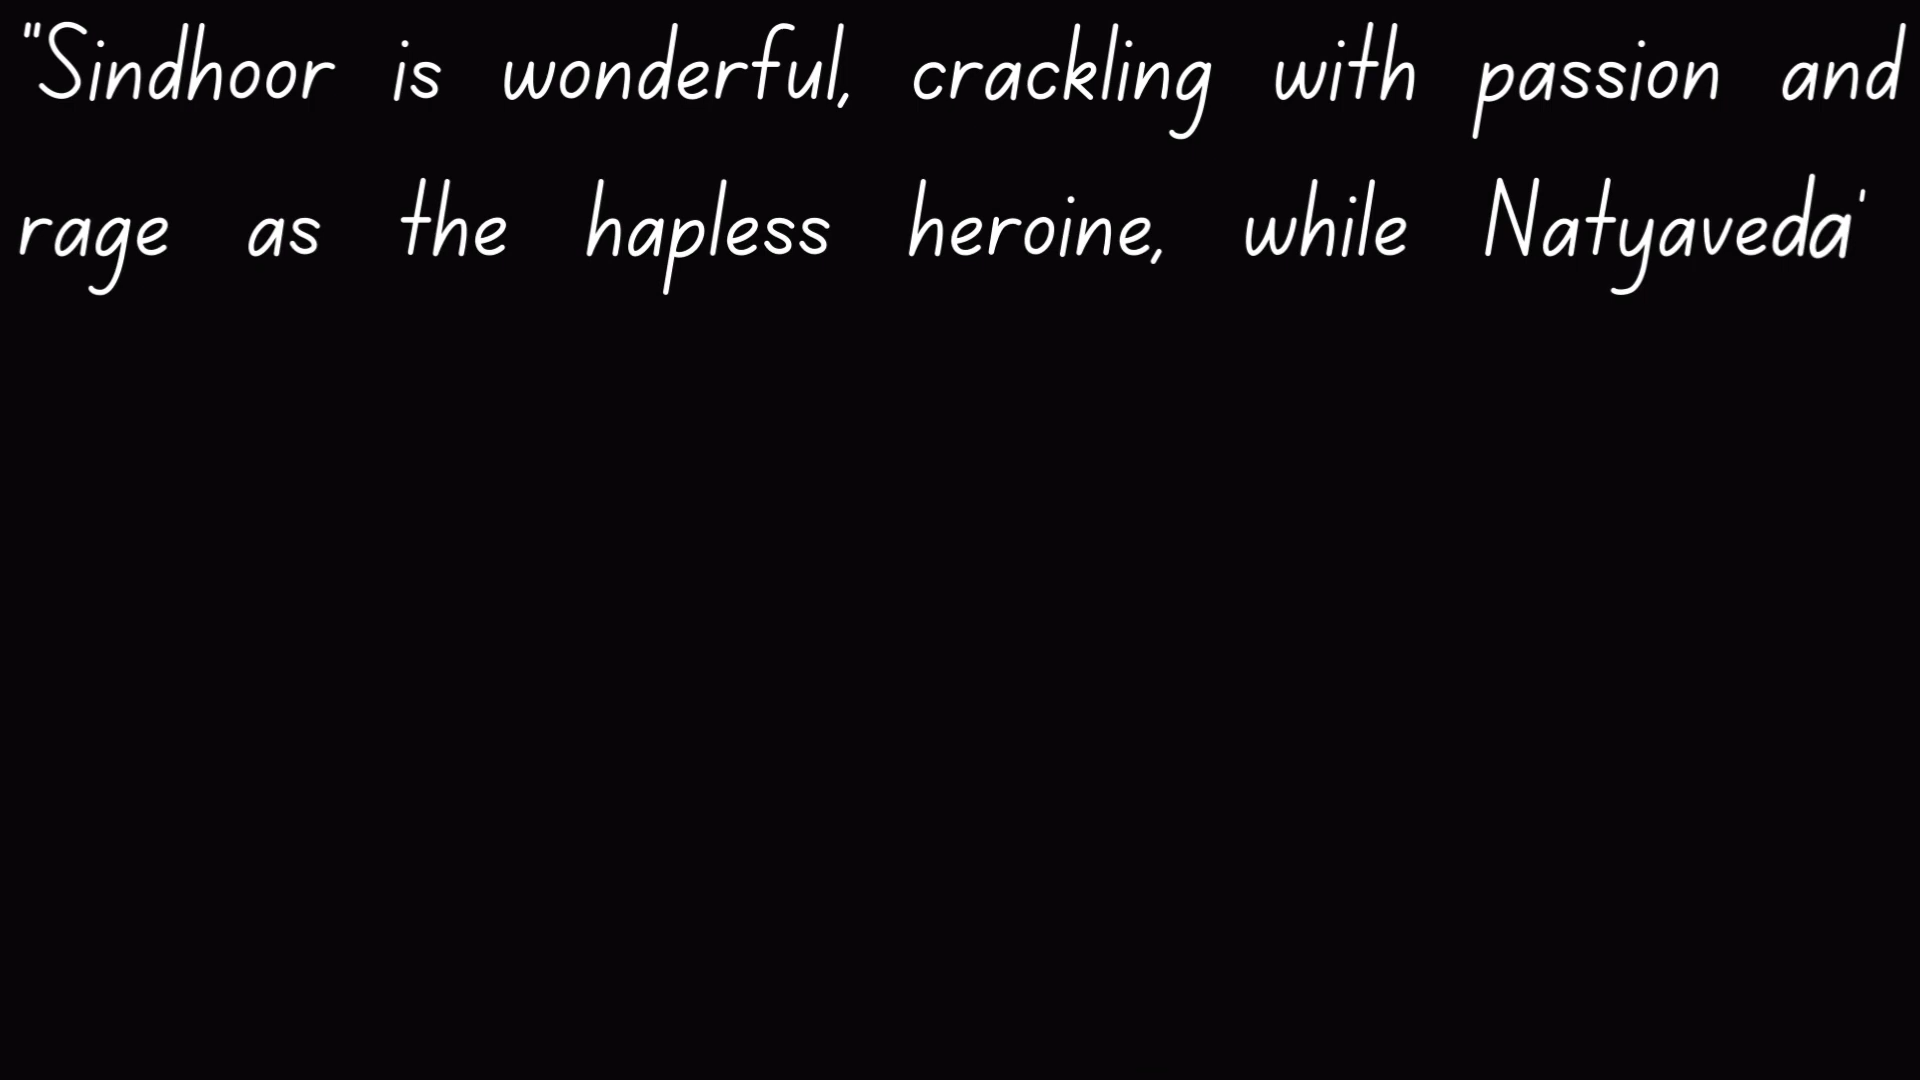 "Sindhoor is wonderful, crackling with passion and
rage as the hapless heroine, while Natyaveda'